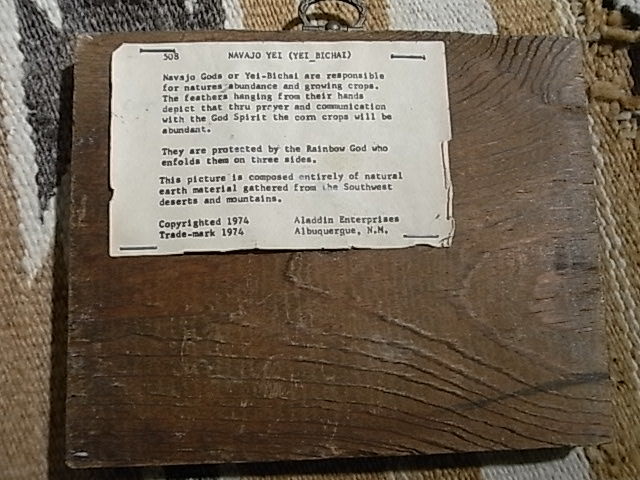 508 NAVAJO YEI (YEI_BICHAI)
Navajo Gods or Yei-Bichai are responsible
for natures abundance and growing crops.
The feathers hanging from their hands
depict that thru prryer and communication
with the God Spirit the corn crops will be
abundant.
They are protected by the Rainbow God who
enfolds them on three sides.
This picture is composed entirely of natural
earth material gathered from the Southwest
deserts and mountains.
Copyrighted 1974 Aladdin Enterprises
Trade-mark 1974 Albuquergue, N.M.